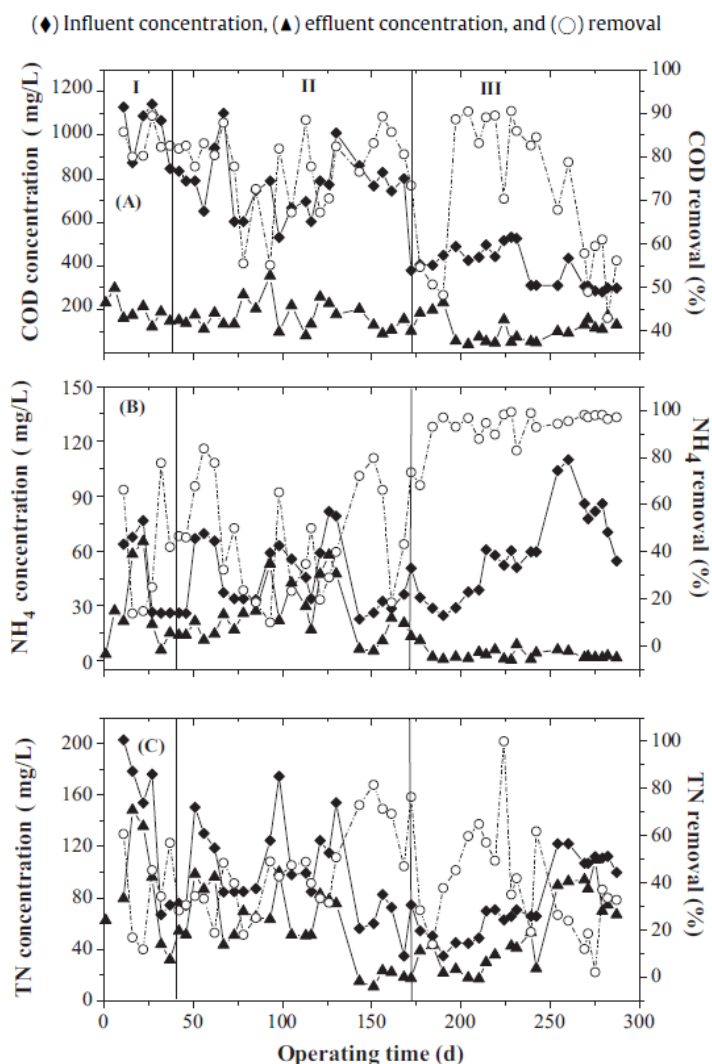 (♦) Influent concentration, (▲) effluent concentration, and (○) removal
I II III
(A)
COD concentration ( mg/L)
1200
1000
800
600
400
200
COD removal (%)
100
90
80
70
60
50
40
(B)
NH4 concentration ( mg/L)
150
120
90
60
30
0
NH4 removal (%)
100
80
60
40
20
0
(C)
TN concentration ( mg/L)
200
160
120
80
40
0
TN removal (%)
100
80
60
40
20
0
0 50 100 150 200 250 300
Operating time (d)